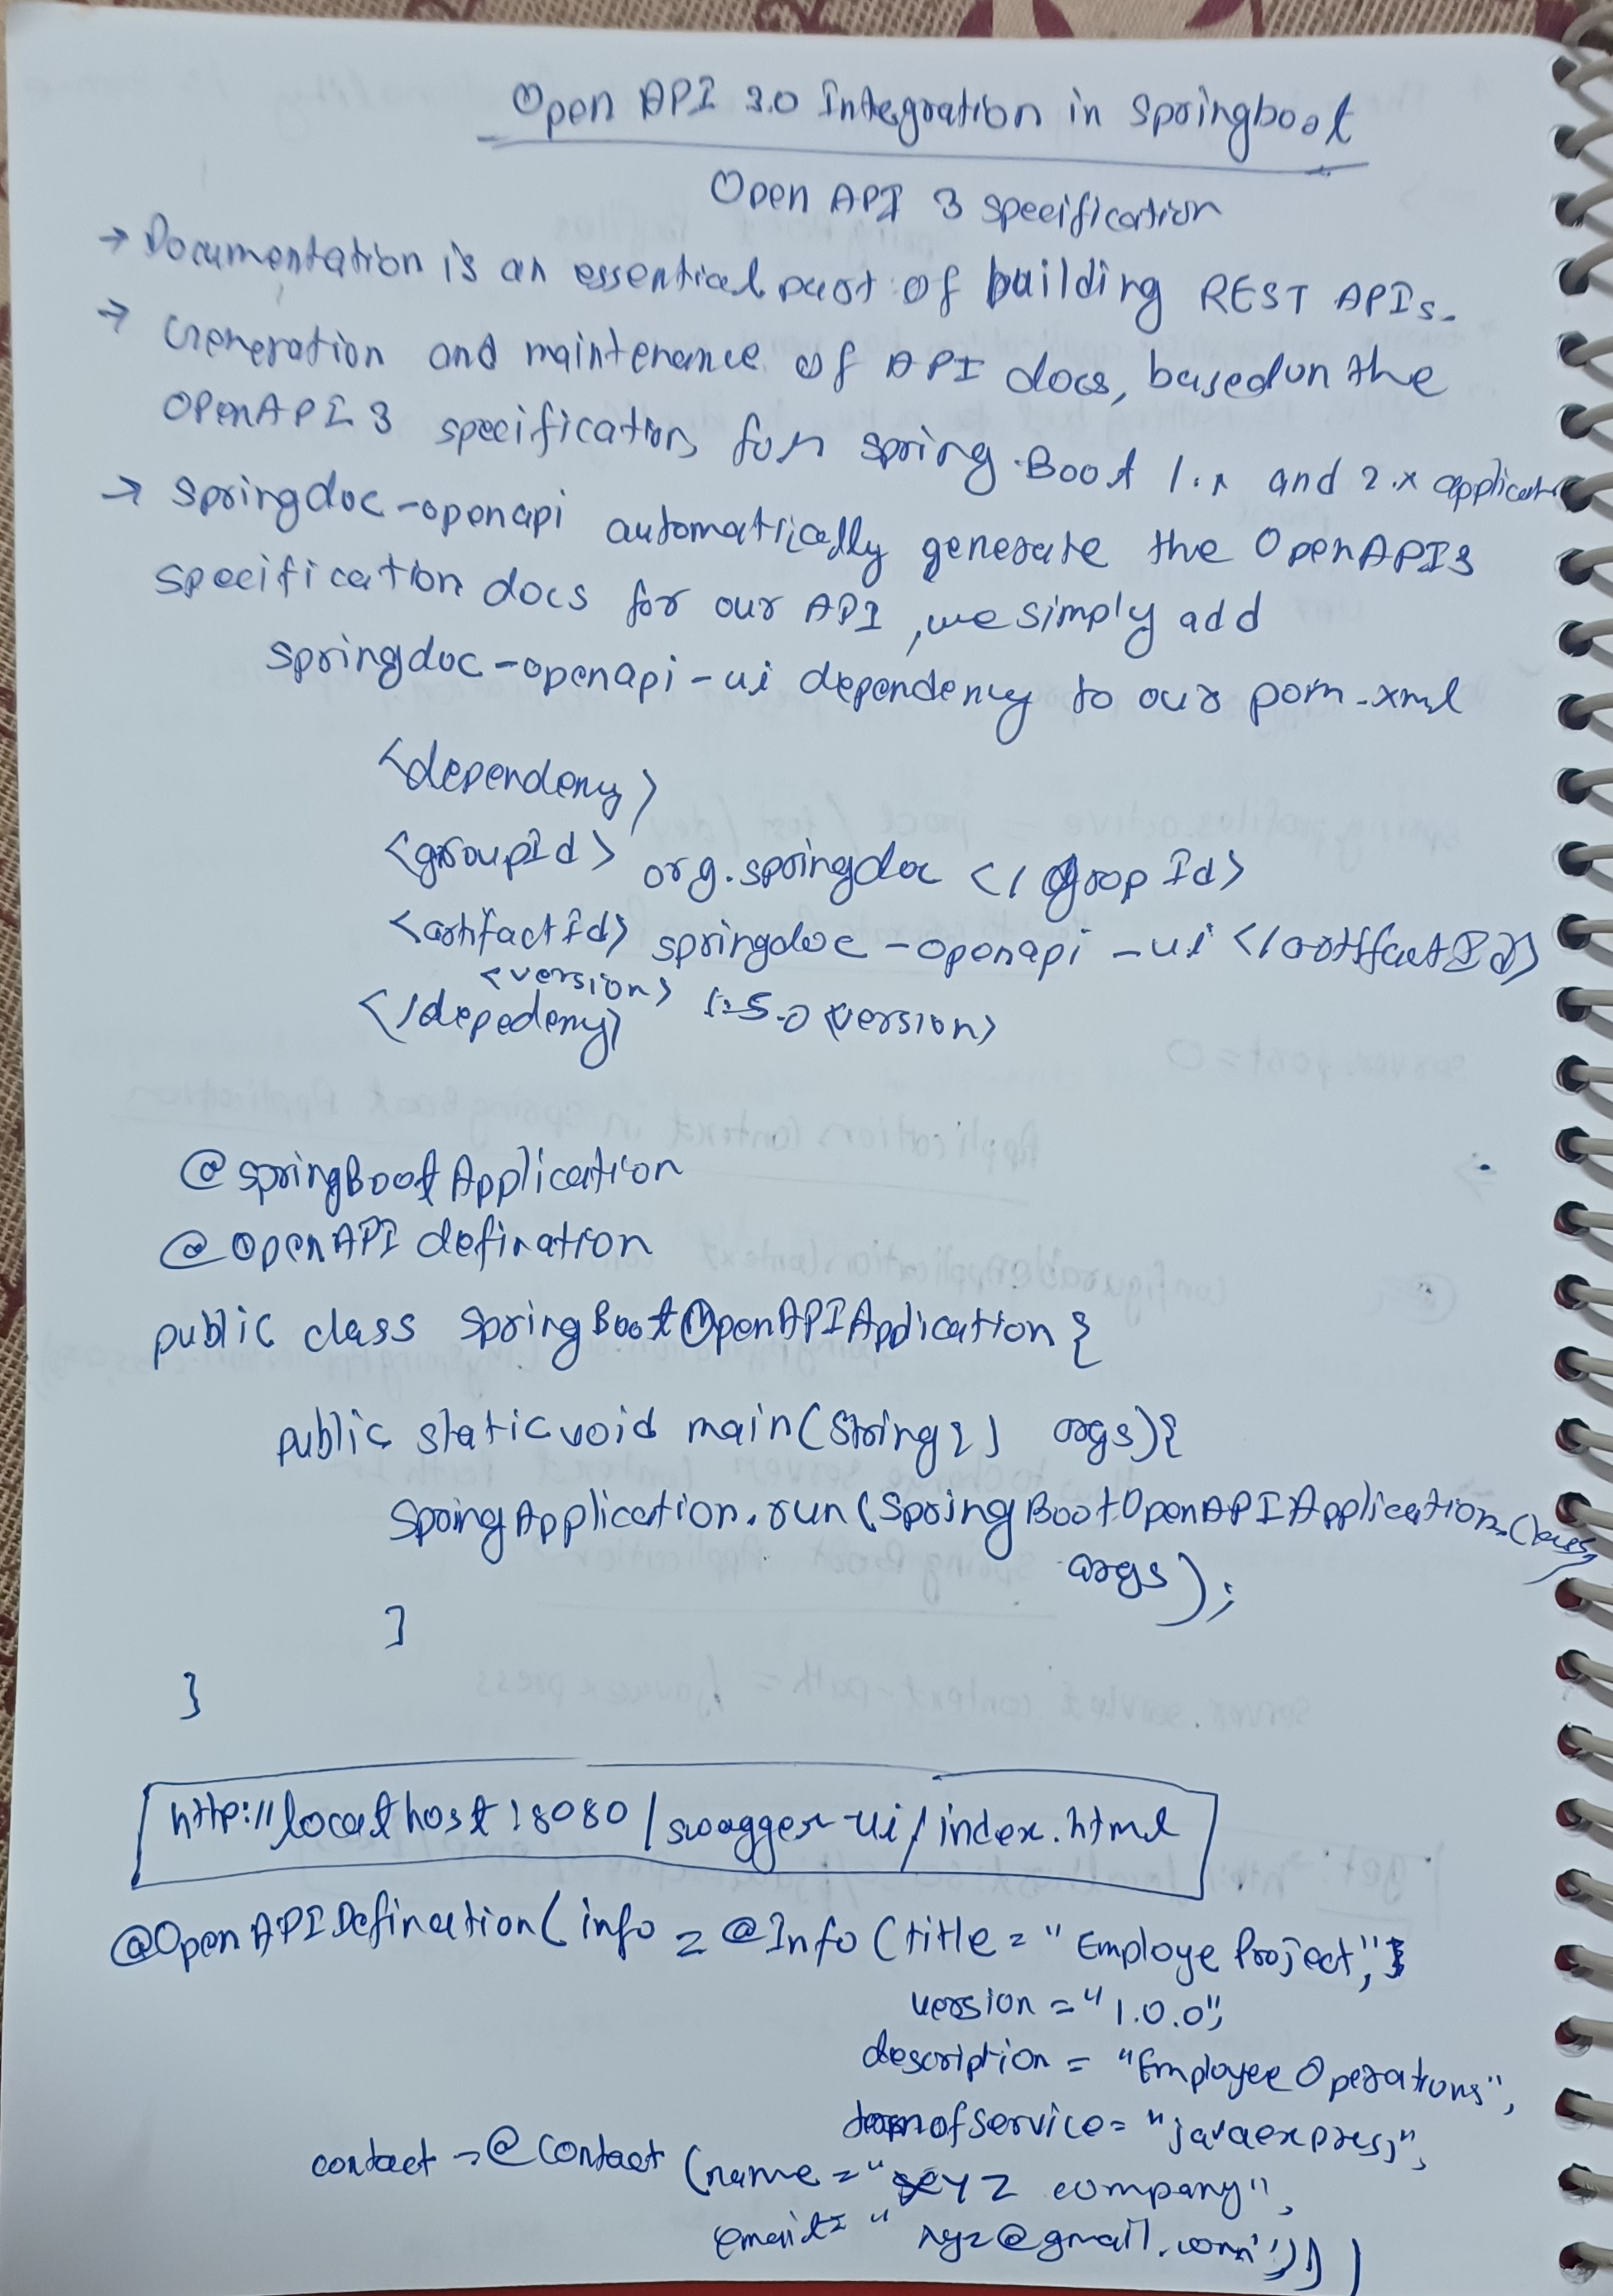 Open API 3.0 Integration in Springboot
Open API 3 specification
→ Documentation is an essential part of building REST APIs.
→ Generation and maintenance of API docs, based on the
OPenAPI 3 specification for spring Boot 1.x and 2.x applicat
→ springdoc-openapi automatrically generate the OpenAPI3
specification docs for our API, we simply add
springdoc-openapi-ui dependency to our pom.xml
<dependeny>
<groupId> org.springdoc </groopId>
<artifactId> springdoc-openapi-ui </artifactId>
<version> 1.5.0 <version>
</depedeny>
@springBootApplication
@OpenAPI defination
public class SpringBootOpenAPIApplication {
public static void main(String[] args){
SpringApplication.run(SpringBootOpenAPIApplication.class,
args);
}
}
http://localhost:8080/swagger-ui/index.html
@OpenAPIDefination(info = @Info(title = "Employe Project",
version = "1.0.0",
description = "Employee Operations",
termofservice = "javaexpress",
contact → @Contact (name = "XYZ company",
email = "xyz@gmail.com")))